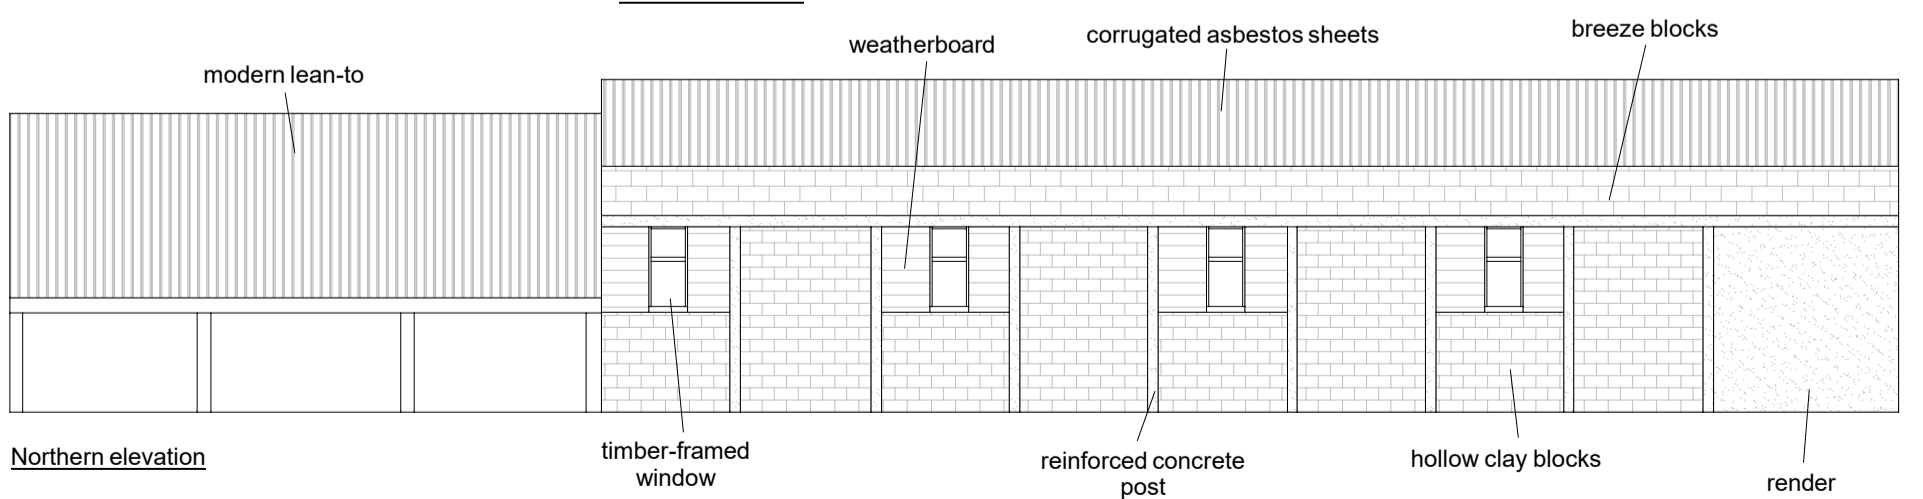 breeze blocks
corrugated asbestos sheets
weatherboard
modern lean-to
timber-framed
window
Northern elevation
reinforced concrete
post
hollow clay blocks
render